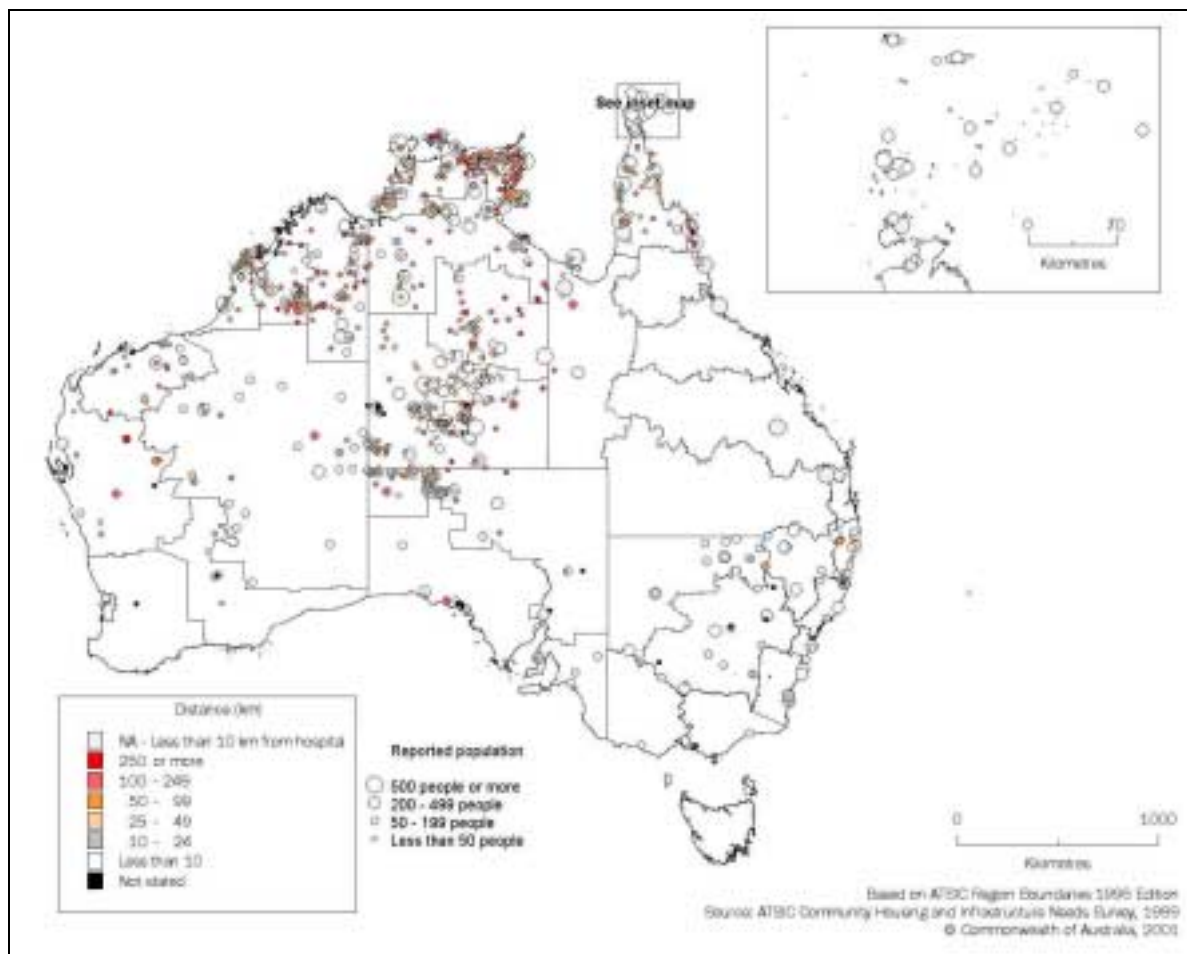 See inset map
0
Kilometres
Distance (km)
NA - Less than 10 km from hospital
250 or more
100 - 249
50 - 99
25 - 49
10 - 24
Less than 10
Not stated
Reported population
500 people or more
200 - 499 people
50 - 199 people
Less than 50 people
0 1000
Kilometres
Based on ATSIC Region Boundaries 1996 Edition
Source: ATSIC Community Housing and Infrastructure Needs Survey, 1999
© Commonwealth of Australia, 2001